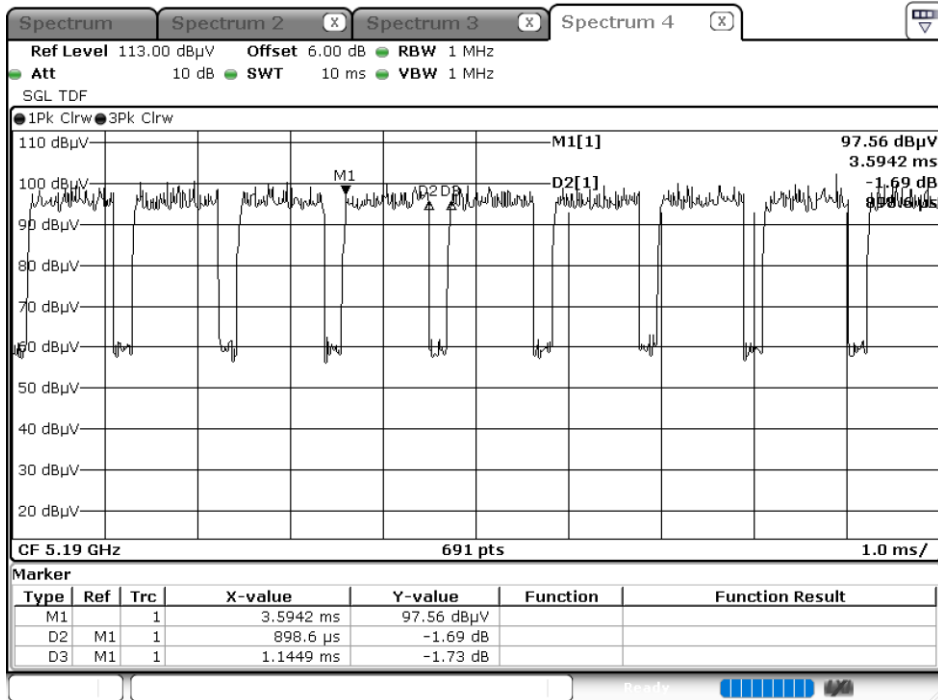 Spectrum Spectrum 2 X Spectrum 3 X Spectrum 4 X
Ref Level 113.00 dBµV Offset 6.00 dB RBW 1 MHz
Att 10 dB SWT 10 ms VBW 1 MHz
SGL TDF
1Pk Clrw 3Pk Clrw
110 dBµV M1[1] 97.56 dBµV
3.5942 ms
M1
100 dBµV D2[1] -1.69 dB
D2 D3 898.6 µs
90 dBµV
80 dBµV
70 dBµV
60 dBµV
50 dBµV
40 dBµV
30 dBµV
20 dBµV
CF 5.19 GHz 691 pts 1.0 ms/
Marker
Type Ref Trc X-value Y-value Function Function Result
M1 1 3.5942 ms 97.56 dBµV
D2 M1 1 898.6 µs -1.69 dB
D3 M1 1 1.1449 ms -1.73 dB
Ready